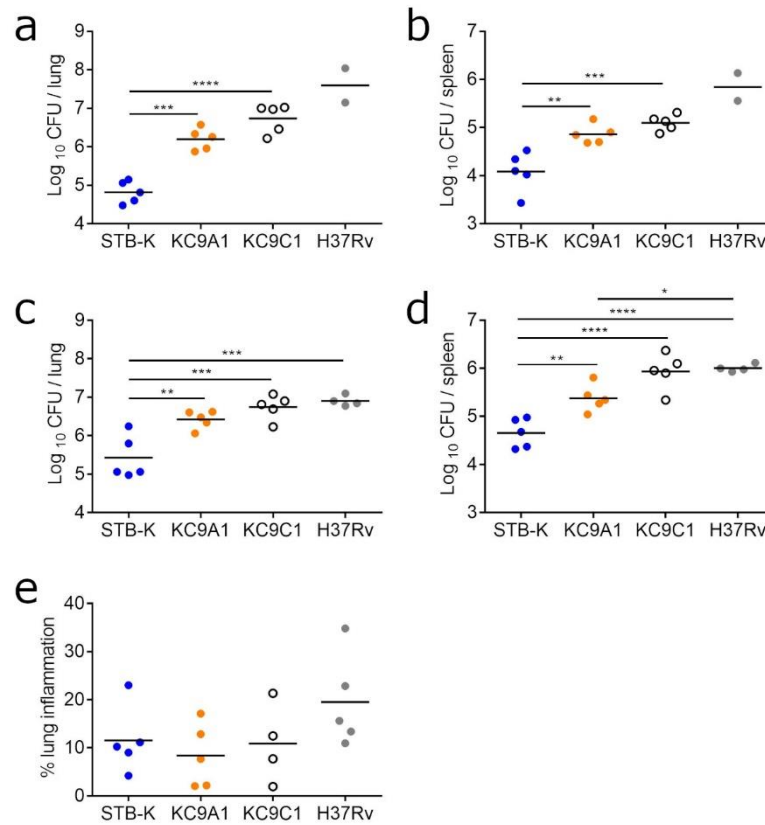 a
Log 10 CFU / lung
9
8
7
6
5
4
***
****
STB-K KC9A1 KC9C1 H37Rv
b
Log 10 CFU / spleen
7
6
5
4
3
**
***
STB-K KC9A1 KC9C1 H37Rv
c
Log 10 CFU / lung
9
8
7
6
5
4
***
***
**
STB-K KC9A1 KC9C1 H37Rv
d
Log 10 CFU / spleen
7
6
5
4
3
*
****
****
**
STB-K KC9A1 KC9C1 H37Rv
e
% lung inflammation
40
30
20
10
0
STB-K KC9A1 KC9C1 H37Rv